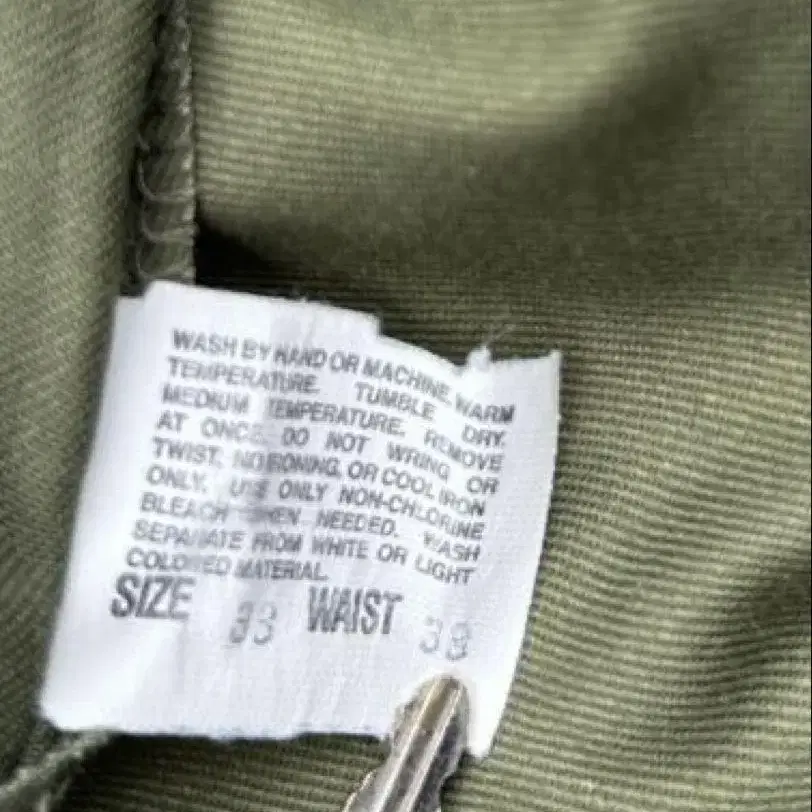 WASH BY HAND OR MACHINE, WARM
TEMPERATURE. TUMBLE DRY.
MEDIUM TEMPERATURE. REMOVE
AT ONCE. DO NOT WRING OR
TWIST. NO IRONING, OR COOL IRON
ONLY. USE ONLY NON-CHLORINE
BLEACH WHEN NEEDED. WASH
SEPARATE FROM WHITE OR LIGHT
COLORED MATERIAL.
SIZE WAIST